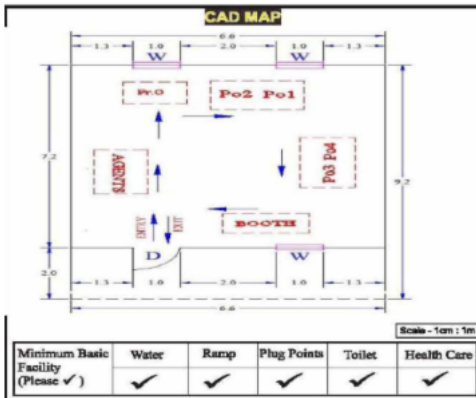 CAD MAP
6.6
1.3 1.0 2.0 1.0 1.3
W W
Pr.O Po2 Po1
7.2
AGENTS
Po3 Po4
9.2
ENTRY
EXIT
BOOTH
D W
2.0
1.3 1.0 2.0 1.0 1.3
6.6
Scale - 1cm : 1m
Minimum Basic Facility (Please ✓) Water Ramp Plug Points Toilet Health Care
✓ ✓ ✓ ✓ ✓